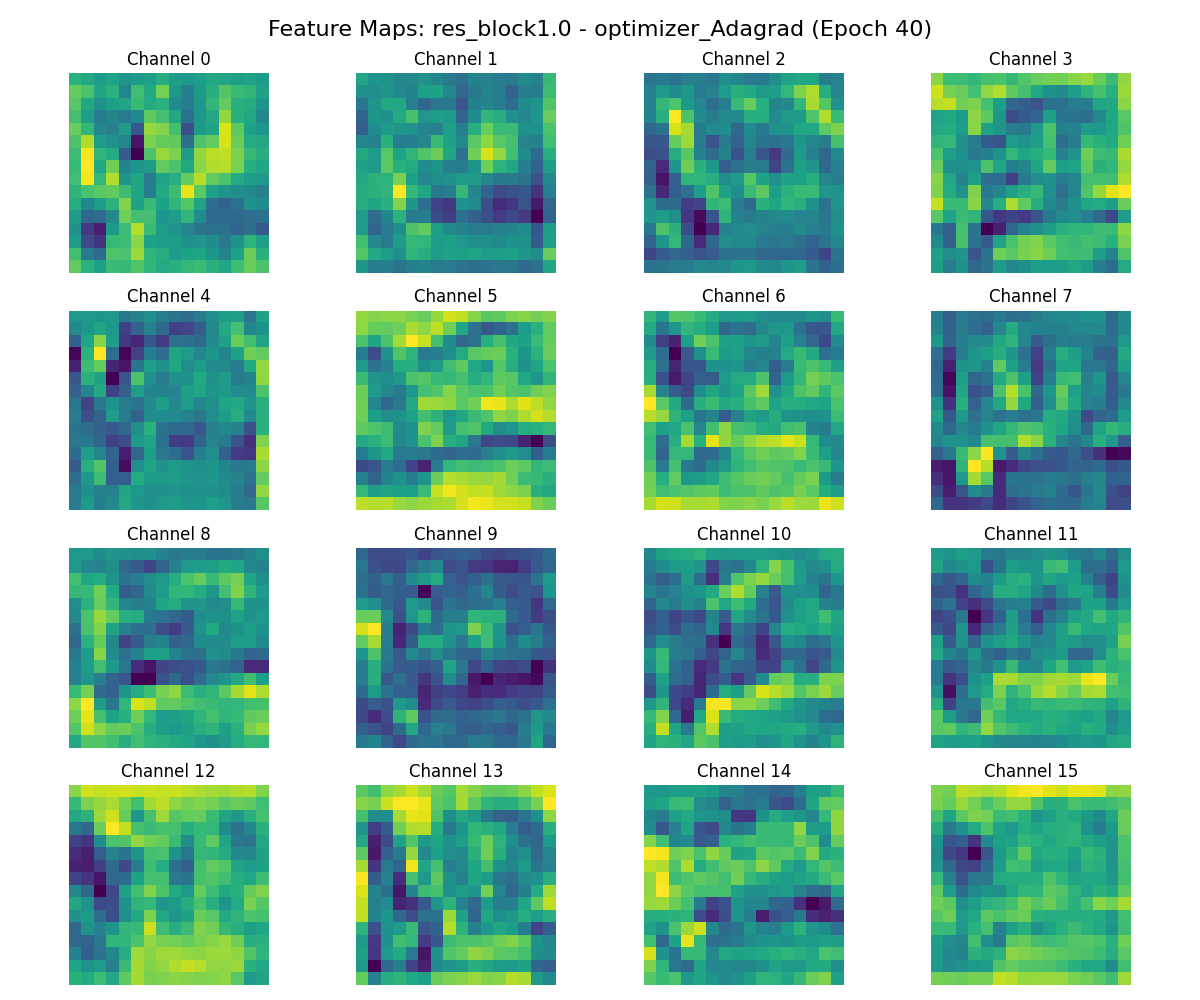 Feature Maps: res_block1.0 - optimizer_Adagrad (Epoch 40)
Channel 0
Channel 1
Channel 2
Channel 3
Channel 4
Channel 5
Channel 6
Channel 7
Channel 8
Channel 9
Channel 10
Channel 11
Channel 12
Channel 13
Channel 14
Channel 15